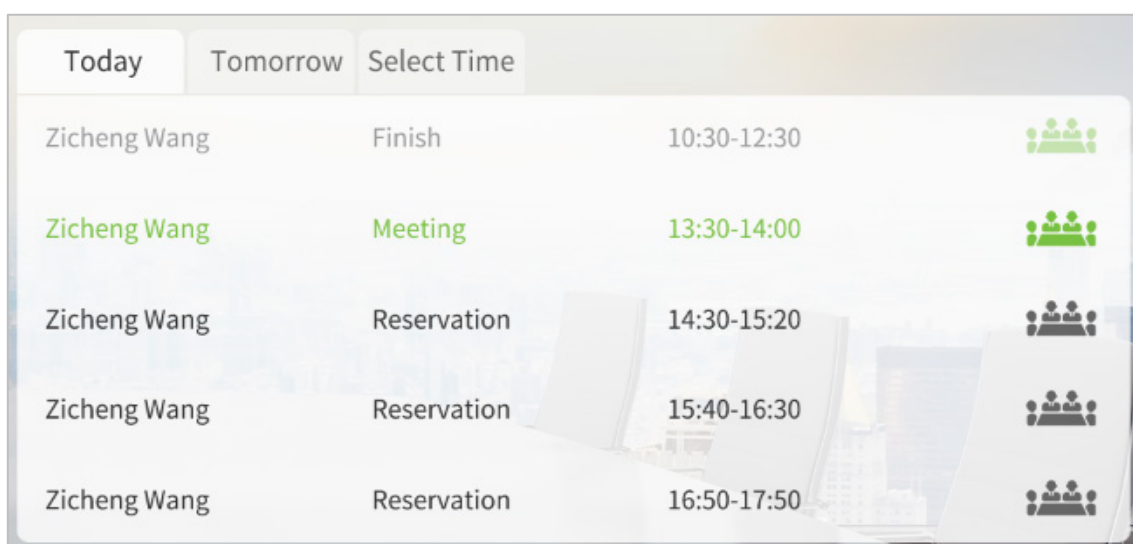 Today Tomorrow Select Time
Zicheng Wang Finish 10:30-12:30
Zicheng Wang Meeting 13:30-14:00
Zicheng Wang Reservation 14:30-15:20
Zicheng Wang Reservation 15:40-16:30
Zicheng Wang Reservation 16:50-17:50